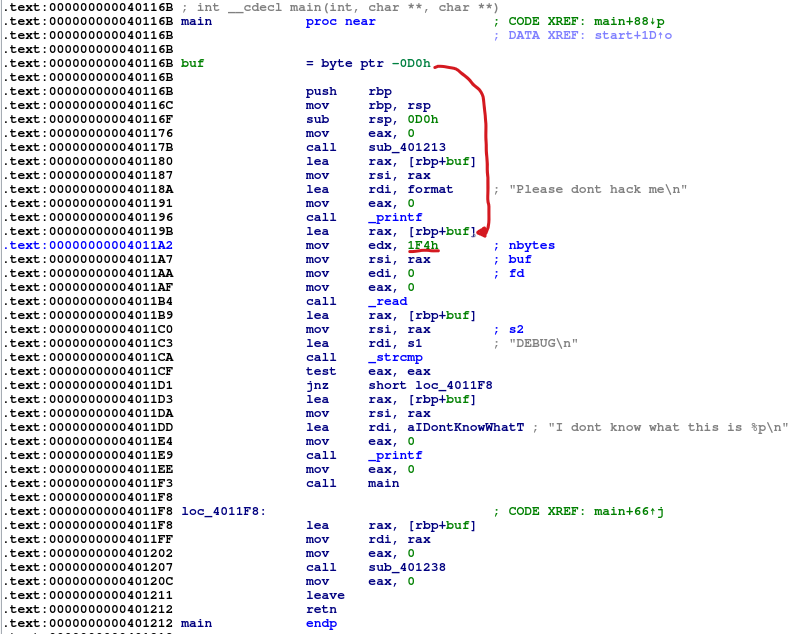 .text:000000000040116B ; int __cdecl main(int, char **, char **)
.text:000000000040116B main proc near ; CODE XREF: main+88↓p
.text:000000000040116B ; DATA XREF: start+1D↑o
.text:000000000040116B
.text:000000000040116B buf = byte ptr -0D0h
.text:000000000040116B
.text:000000000040116B push rbp
.text:000000000040116C mov rbp, rsp
.text:000000000040116F sub rsp, 0D0h
.text:0000000000401176 mov eax, 0
.text:000000000040117B call sub_401213
.text:0000000000401180 lea rax, [rbp+buf]
.text:0000000000401187 mov rsi, rax
.text:000000000040118A lea rdi, format ; "Please dont hack me\n"
.text:0000000000401191 mov eax, 0
.text:0000000000401196 call _printf
.text:000000000040119B lea rax, [rbp+buf]
.text:00000000004011A2 mov edx, 1F4h ; nbytes
.text:00000000004011A7 mov rsi, rax ; buf
.text:00000000004011AA mov edi, 0 ; fd
.text:00000000004011AF mov eax, 0
.text:00000000004011B4 call _read
.text:00000000004011B9 lea rax, [rbp+buf]
.text:00000000004011C0 mov rsi, rax ; s2
.text:00000000004011C3 lea rdi, s1 ; "DEBUG\n"
.text:00000000004011CA call _strcmp
.text:00000000004011CF test eax, eax
.text:00000000004011D1 jnz short loc_4011F8
.text:00000000004011D3 lea rax, [rbp+buf]
.text:00000000004011DA mov rsi, rax
.text:00000000004011DD lea rdi, aIDontKnowWhatT ; "I dont know what this is %p\n"
.text:00000000004011E4 mov eax, 0
.text:00000000004011E9 call _printf
.text:00000000004011EE mov eax, 0
.text:00000000004011F3 call main
.text:00000000004011F8
.text:00000000004011F8 loc_4011F8: ; CODE XREF: main+66↑j
.text:00000000004011F8 lea rax, [rbp+buf]
.text:00000000004011FF mov rdi, rax
.text:0000000000401202 mov eax, 0
.text:0000000000401207 call sub_401238
.text:000000000040120C mov eax, 0
.text:0000000000401211 leave
.text:0000000000401212 retn
.text:0000000000401212 main endp